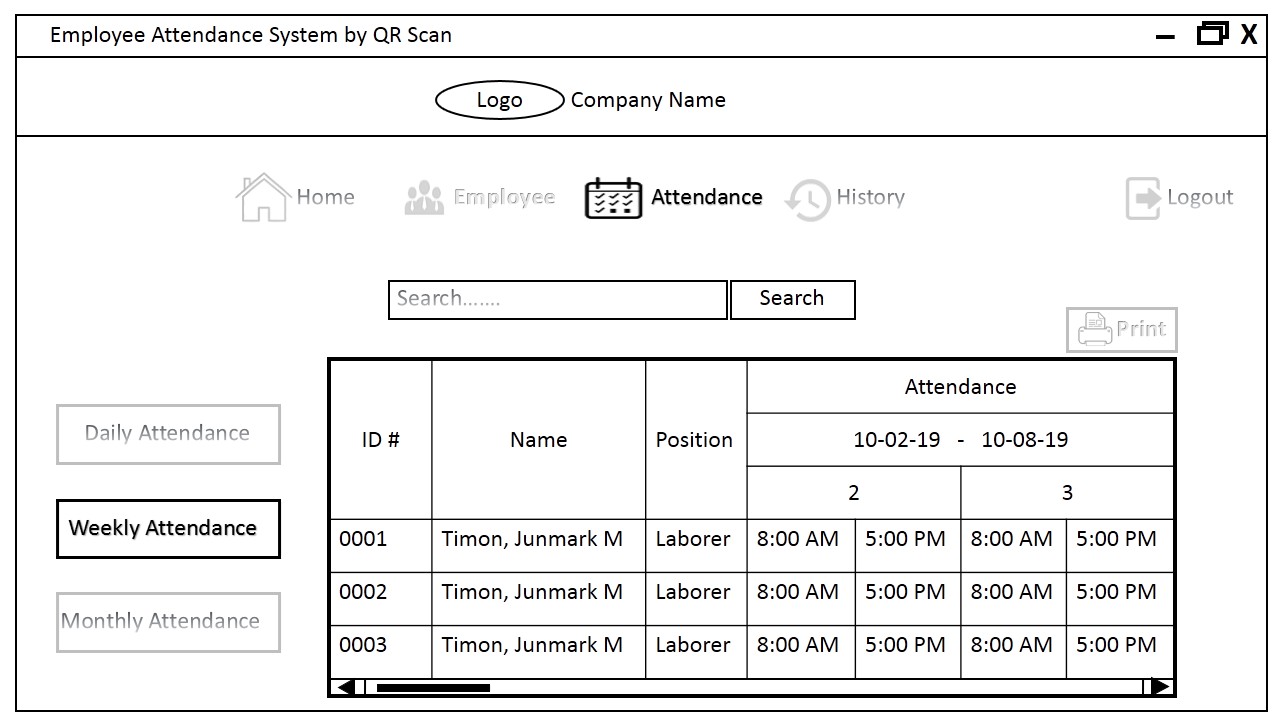 Employee Attendance System by QR Scan
X
Logo Company Name
Home Employee Attendance History Logout
Search....... Search
Print
Daily Attendance
Weekly Attendance
Monthly Attendance
ID # Name Position Attendance
10-02-19 - 10-08-19
2 3
0001 Timon, Junmark M Laborer 8:00 AM 5:00 PM 8:00 AM 5:00 PM
0002 Timon, Junmark M Laborer 8:00 AM 5:00 PM 8:00 AM 5:00 PM
0003 Timon, Junmark M Laborer 8:00 AM 5:00 PM 8:00 AM 5:00 PM